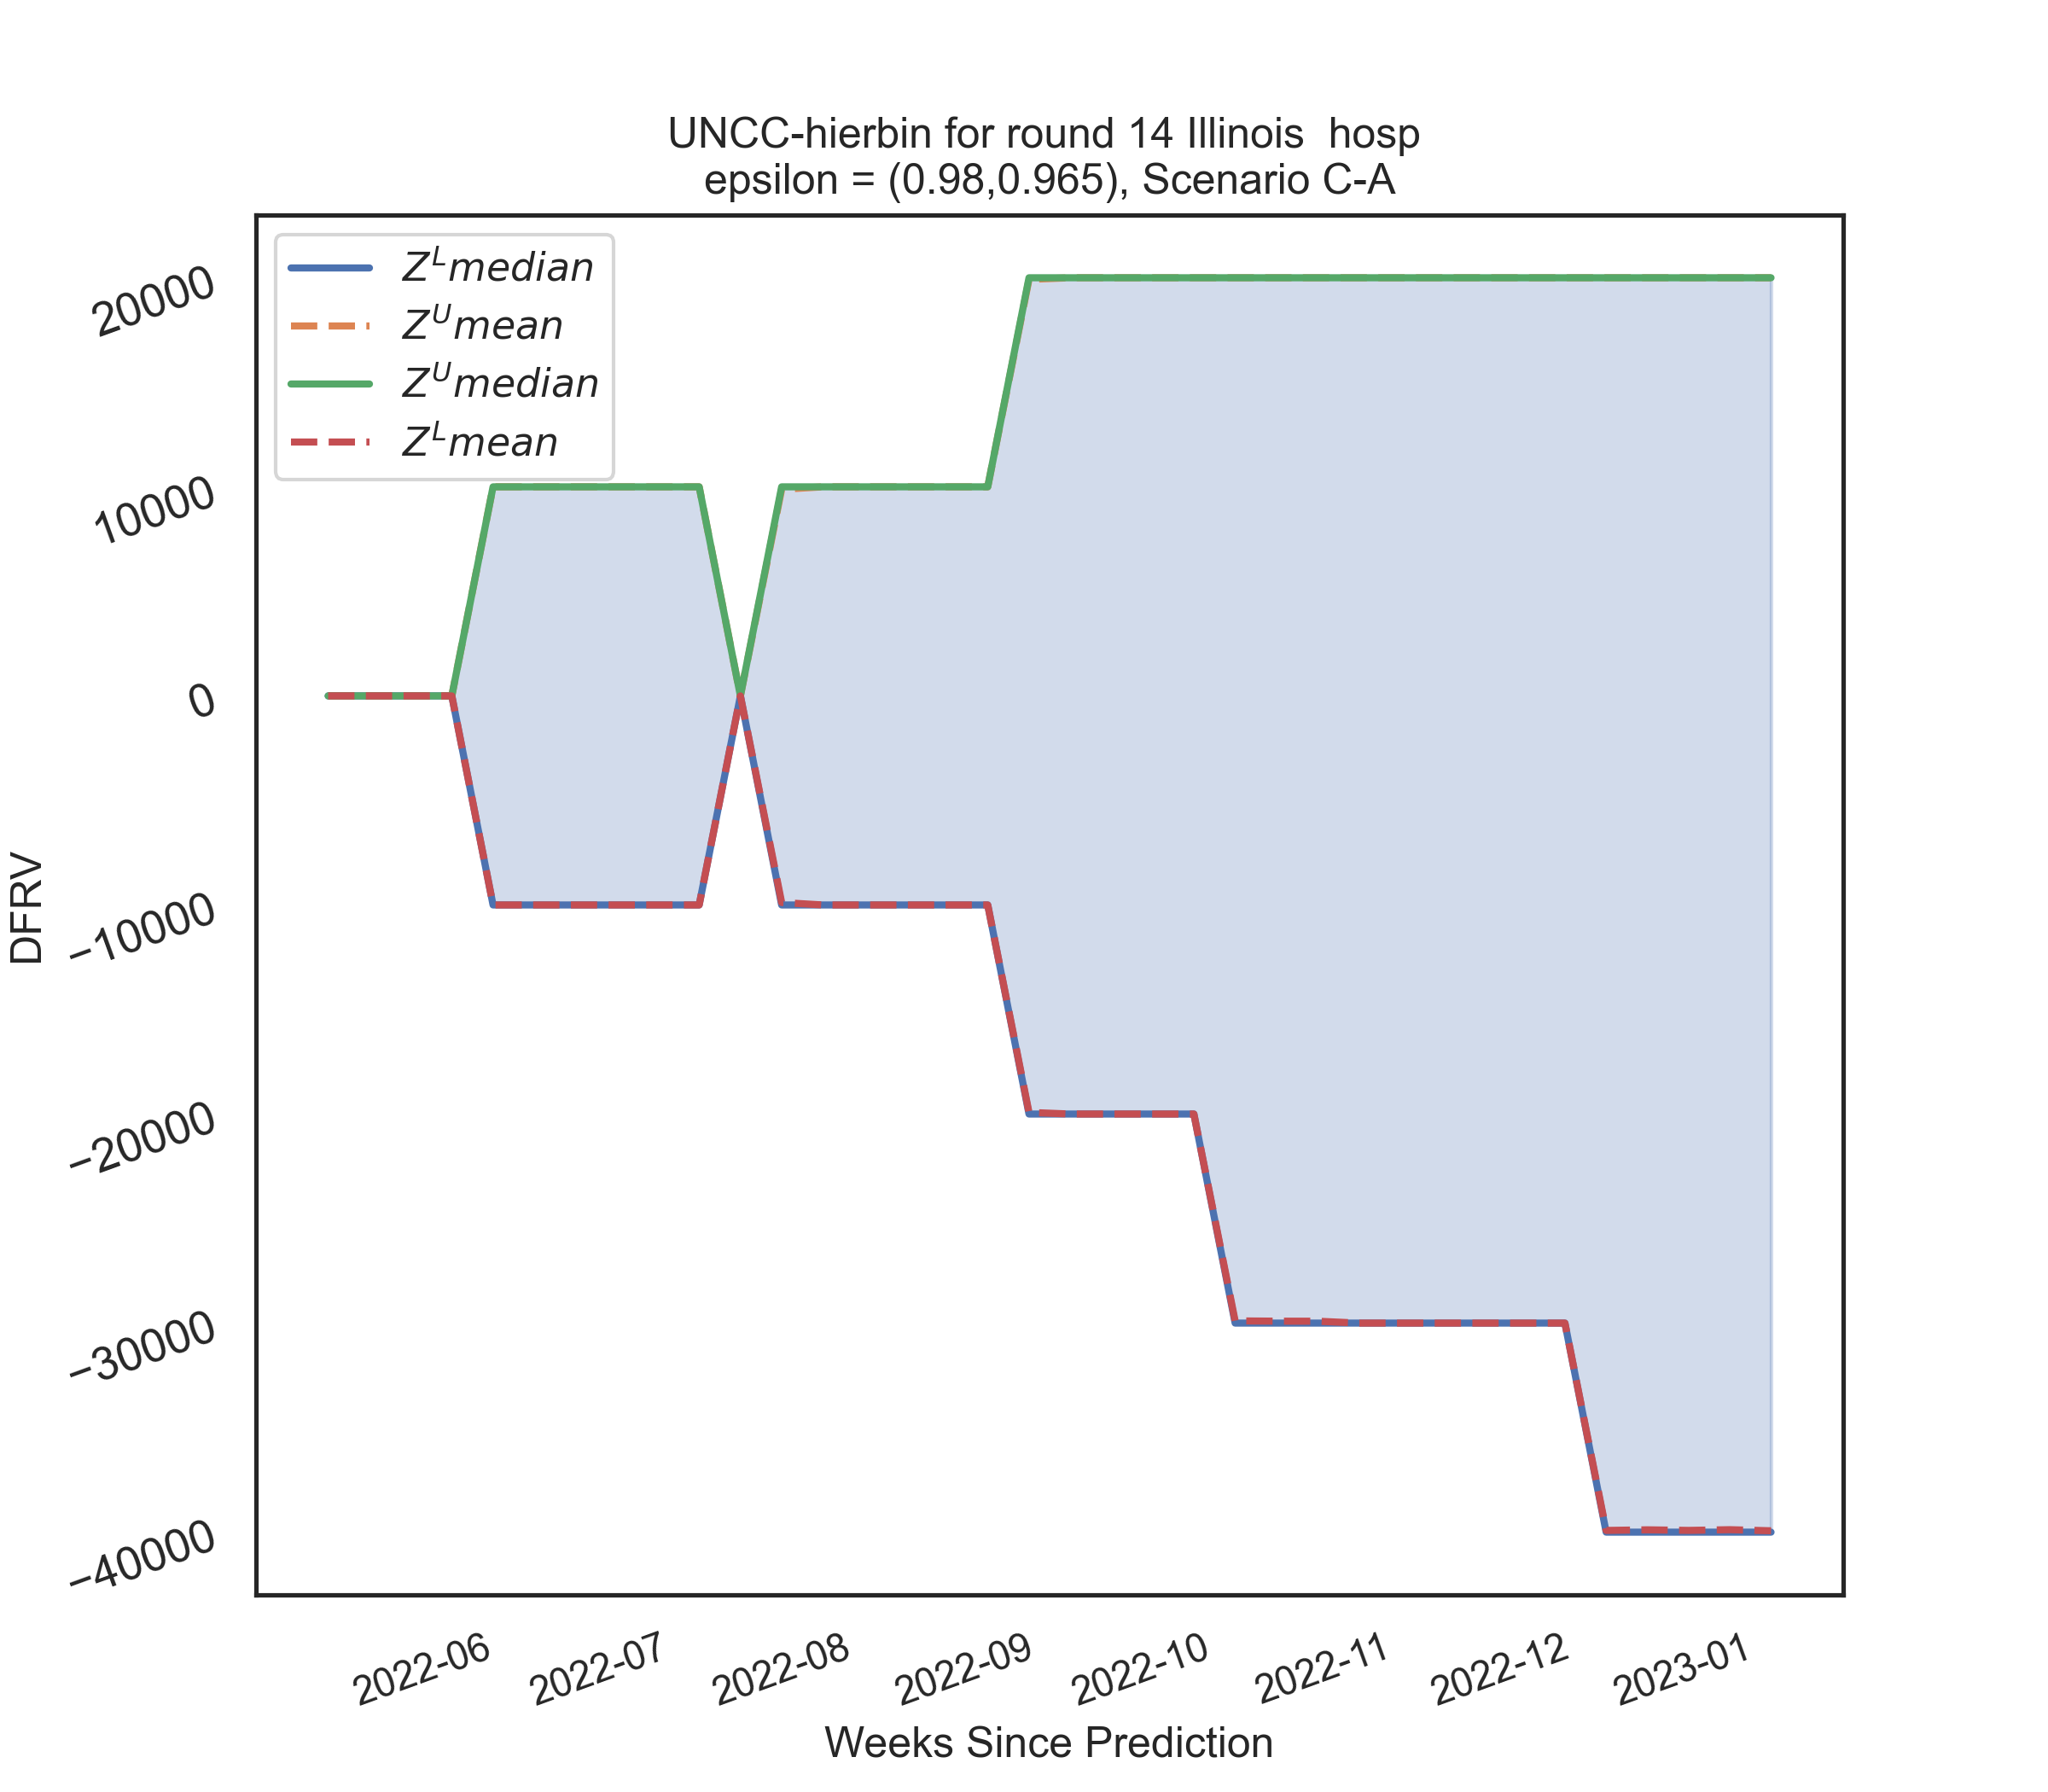 UNCC-hierbin for round 14 Illinois  hosp
epsilon = (0.98,0.965), Scenario C-A
Z^L median
Z^U mean
Z^U median
Z^L mean
20000
10000
0
−10000
−20000
−30000
−40000
DFRV
2022-06
2022-07
2022-08
2022-09
2022-10
2022-11
2022-12
2023-01
Weeks Since Prediction